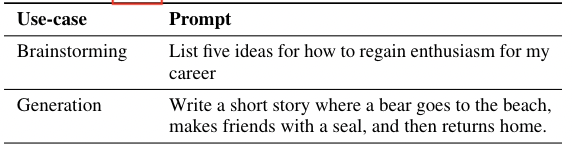 Use-case Prompt
Brainstorming List five ideas for how to regain enthusiasm for my
career
Generation Write a short story where a bear goes to the beach,
makes friends with a seal, and then returns home.